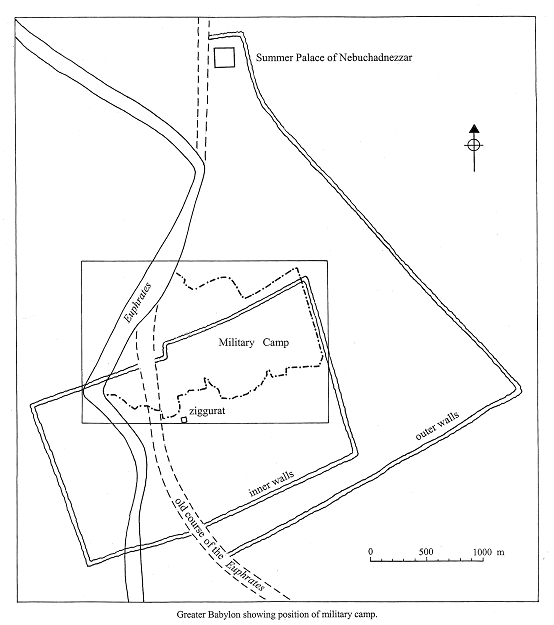 Summer Palace of Nebuchadnezzar
Euphrates
Military Camp
ziggurat
outer walls
inner walls
old course of the Euphrates
0 500 1000 m
Greater Babylon showing position of military camp.